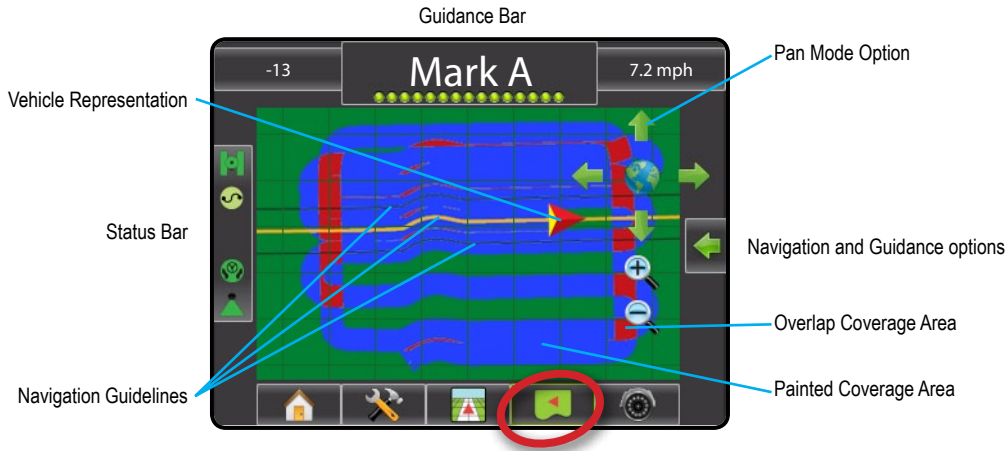 Guidance Bar
-13
Mark A
7.2 mph
Pan Mode Option
Vehicle Representation
Status Bar
Navigation and Guidance options
Overlap Coverage Area
Navigation Guidelines
Painted Coverage Area